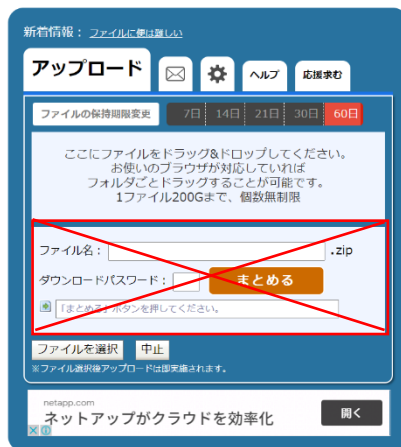 新着情報： ファイルに便は難しい
アップロード ヘルプ 応援求む
ファイルの保持期限変更 7日 14日 21日 30日 60日
ここにファイルをドラッグ&ドロップしてください。
お使いのブラウザが対応していれば
フォルダごとドラッグすることが可能です。
1ファイル200Gまで、個数無制限
ファイル名： .zip
ダウンロードパスワード： まとめる
「まとめる」ボタンを押してください。
ファイルを選択 中止
※ファイル選択後アップロードは即実施されます。
netapp.com
ネットアップがクラウドを効率化 開く